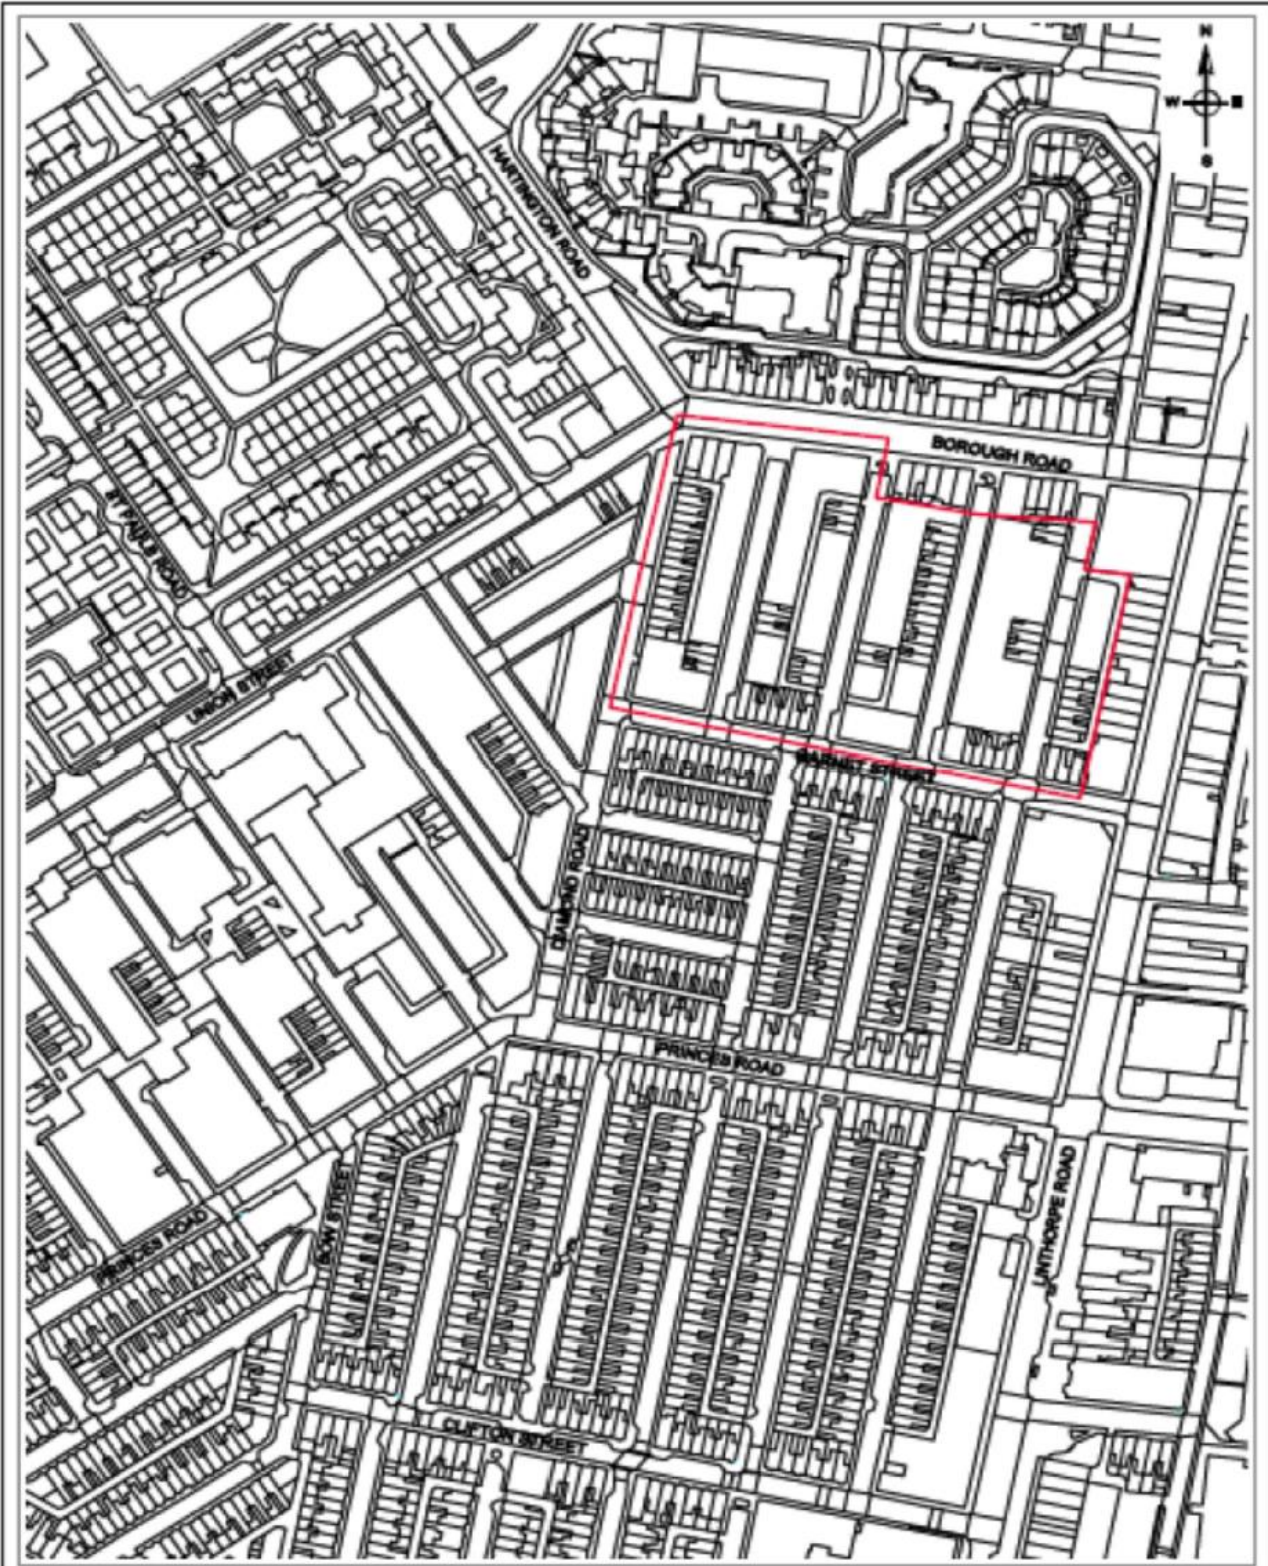 N
W E
S
HARTINGTON ROAD
BOROUGH ROAD
ST PAULS ROAD
UNION STREET
WARNET STREET
DIAMOND ROAD
PRINCES ROAD
LINTHORPE ROAD
BOW STREET
PRINCES ROAD
CLIFTON STREET